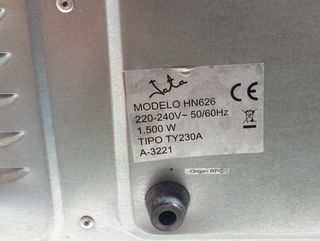 Jata
MODELO HN626
220-240V~ 50/60Hz
1.500 W
TIPO TY230A
A-3221
CE
Origen RPC